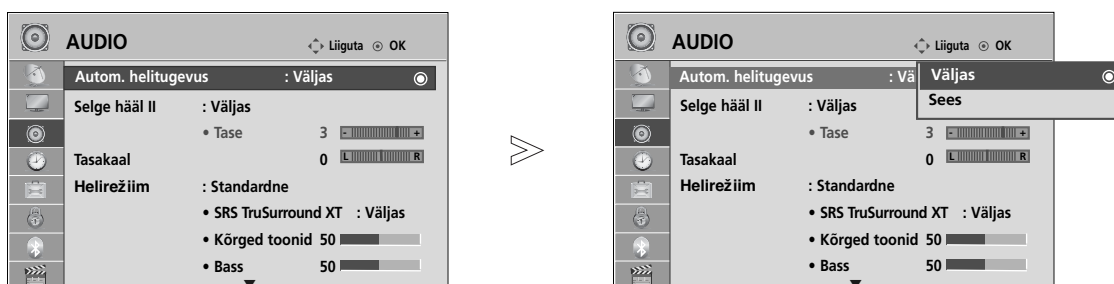 AUDIO Liiguta OK
Autom. helitugevus : Väljas
Selge hääl II : Väljas
• Tase 3 - +
Tasakaal 0 L R
Helirežiim : Standardne
• SRS TruSurround XT : Väljas
• Kõrged toonid 50
• Bass 50
AUDIO Liiguta OK
Autom. helitugevus : Vä
Väljas
Sees
Selge hääl II : Väljas
• Tase 3 - +
Tasakaal 0 L R
Helirežiim : Standardne
• SRS TruSurround XT : Väljas
• Kõrged toonid 50
• Bass 50